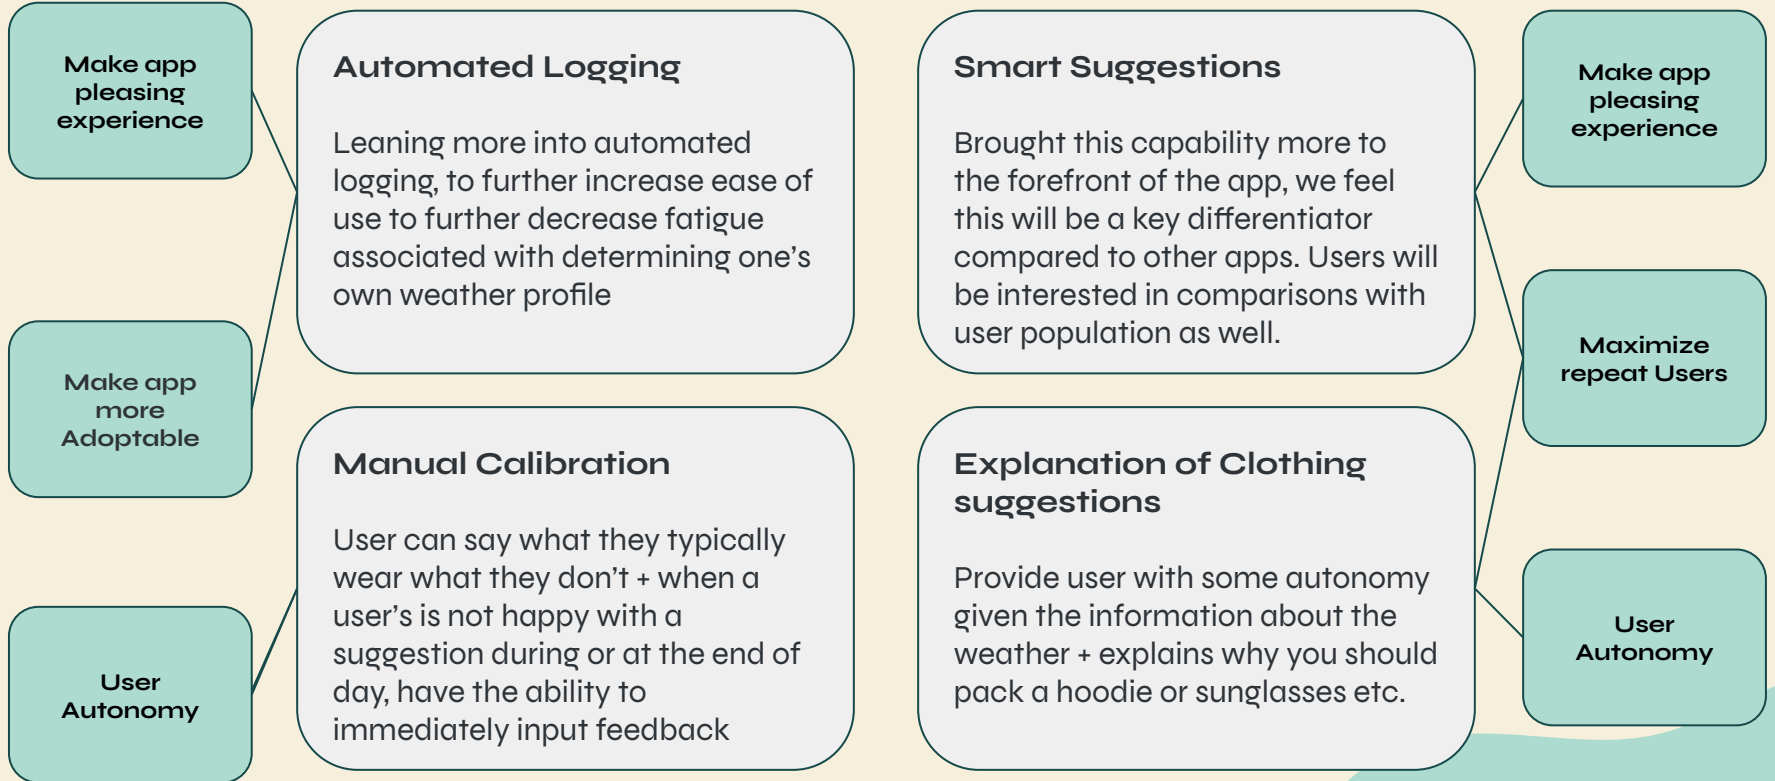 Make app
pleasing
experience
Make app
more
Adoptable
User
Autonomy
Automated Logging
Leaning more into automated
logging, to further increase ease of
use to further decrease fatigue
associated with determining one’s
own weather profile
Manual Calibration
User can say what they typically
wear what they don’t + when a
user’s is not happy with a
suggestion during or at the end of
day, have the ability to
immediately input feedback
Smart Suggestions
Brought this capability more to
the forefront of the app, we feel
this will be a key differentiator
compared to other apps. Users will
be interested in comparisons with
user population as well.
Explanation of Clothing
suggestions
Provide user with some autonomy
given the information about the
weather + explains why you should
pack a hoodie or sunglasses etc.
Make app
pleasing
experience
Maximize
repeat Users
User
Autonomy